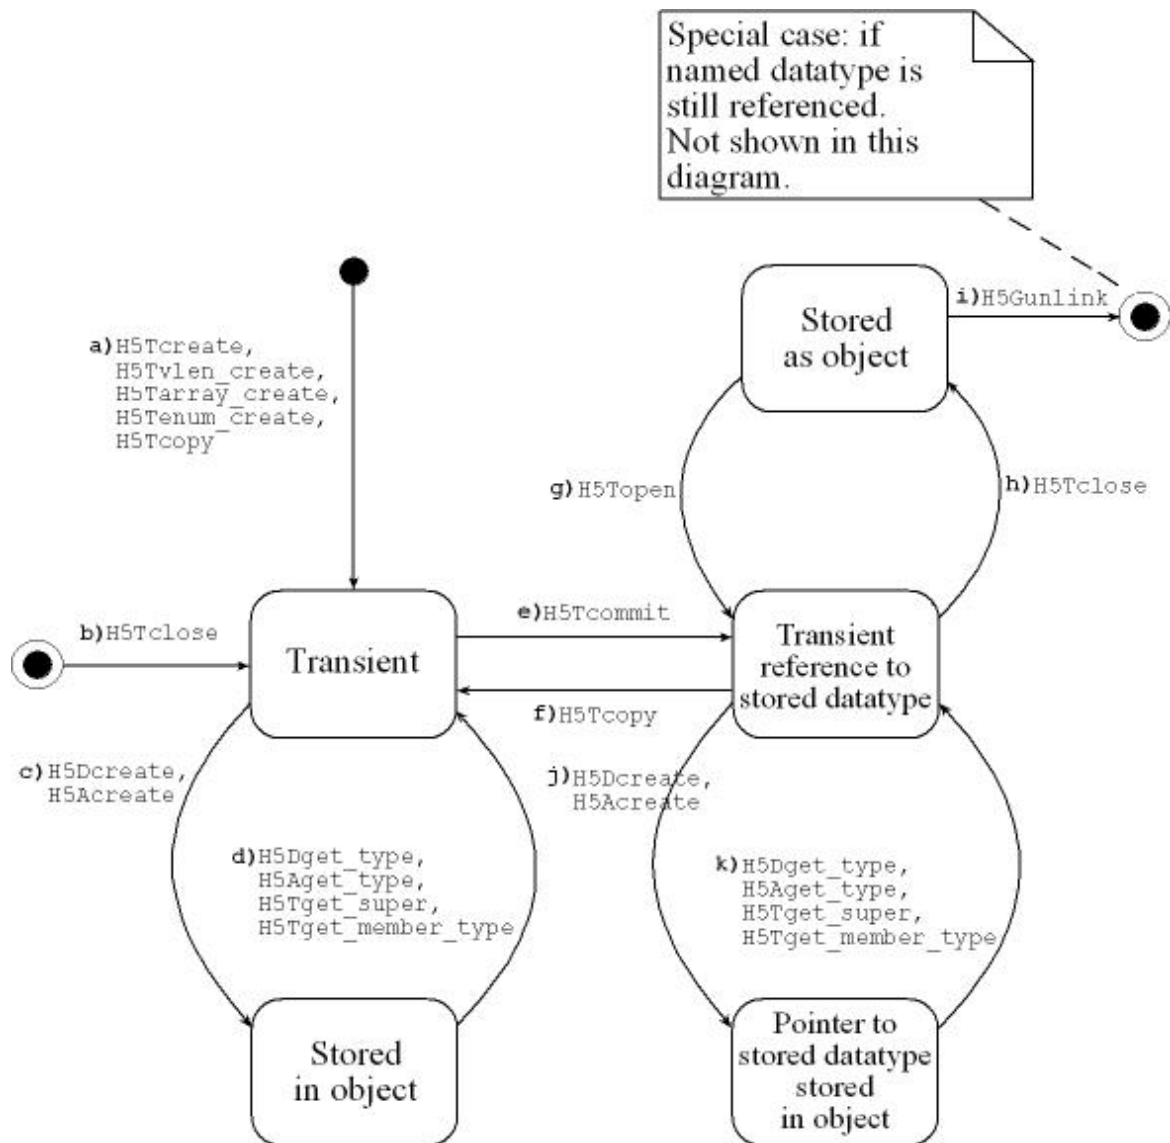 Special case: if
named datatype is
still referenced.
Not shown in this
diagram.
Stored
as object
i)H5Gunlink
a)H5Tcreate,
H5Tvlen_create,
H5Tarray_create,
H5Tenum_create,
H5Tcopy
g)H5Topen
h)H5Tclose
b)H5Tclose
Transient
e)H5Tcommit
Transient
reference to
stored datatype
f)H5Tcopy
c)H5Dcreate,
H5Acreate
j)H5Dcreate,
H5Acreate
d)H5Dget_type,
H5Aget_type,
H5Tget_super,
H5Tget_member_type
k)H5Dget_type,
H5Aget_type,
H5Tget_super,
H5Tget_member_type
Stored
in object
Pointer to
stored datatype
stored
in object